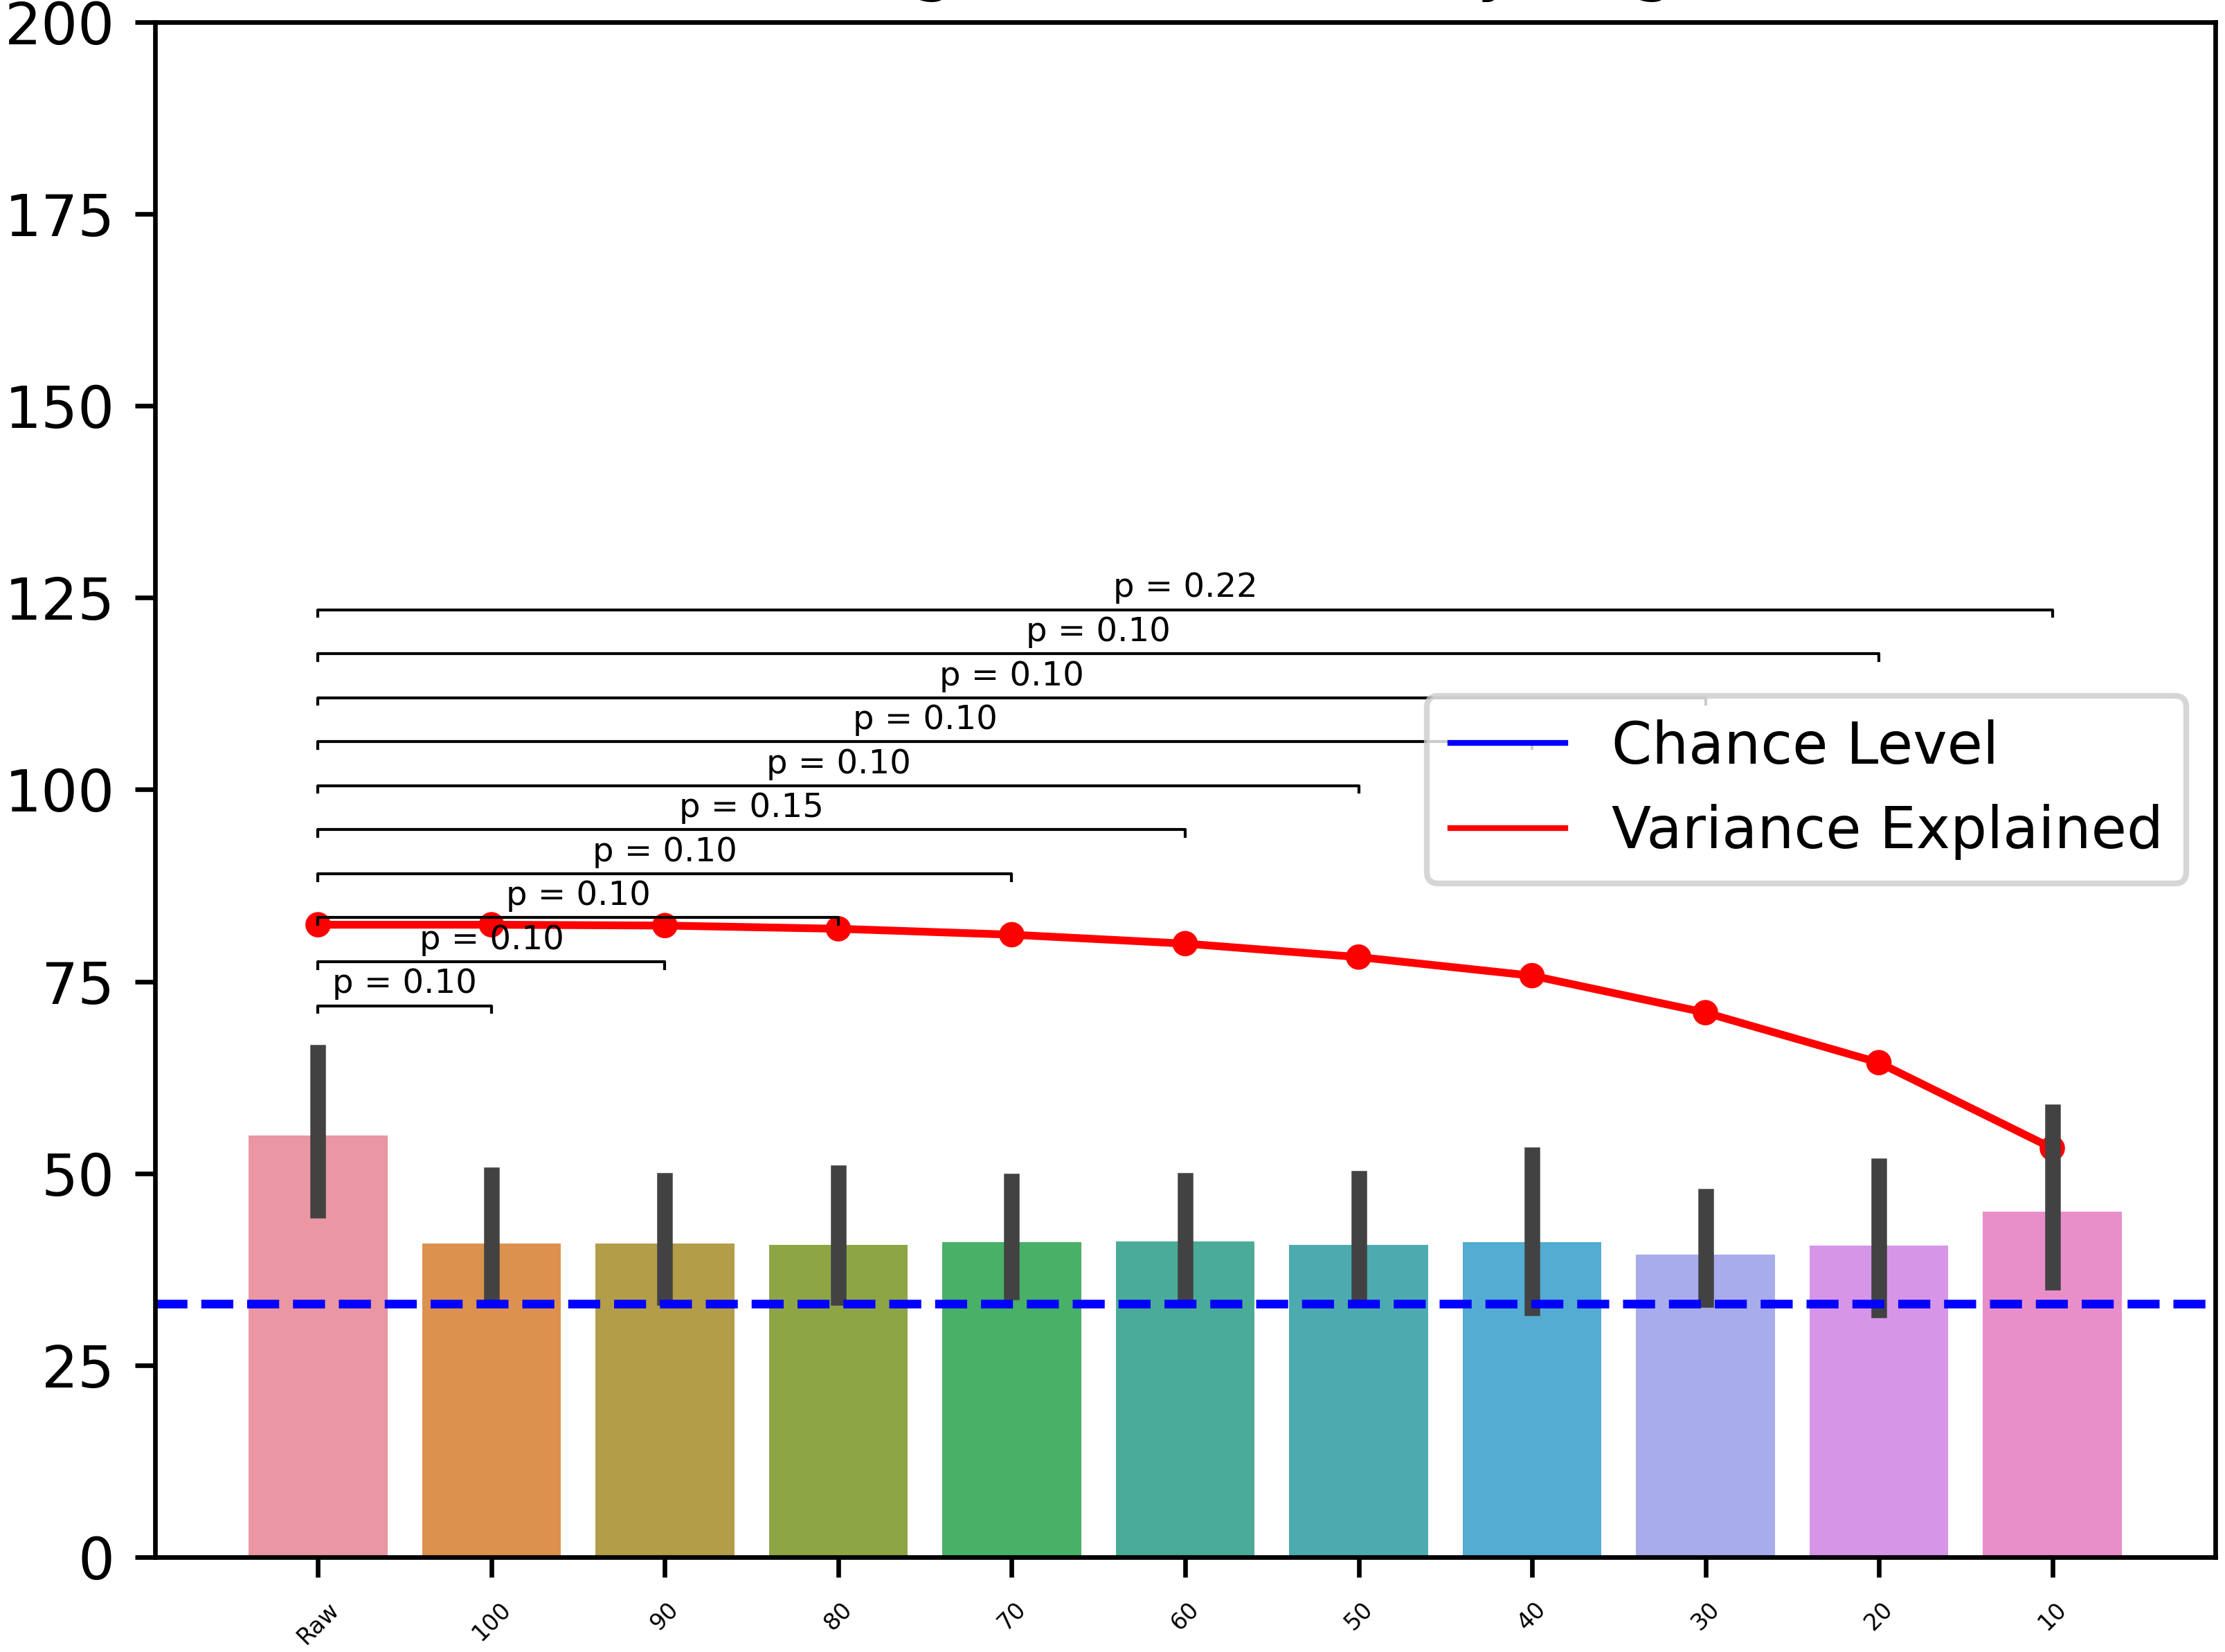 200
175
150
125
100
75
50
25
0
p = 0.22
p = 0.10
p = 0.10
p = 0.10
p = 0.10
p = 0.15
p = 0.10
p = 0.10
p = 0.10
p = 0.10
Chance Level
Variance Explained
Raw
100
90
80
70
60
50
40
30
20
10